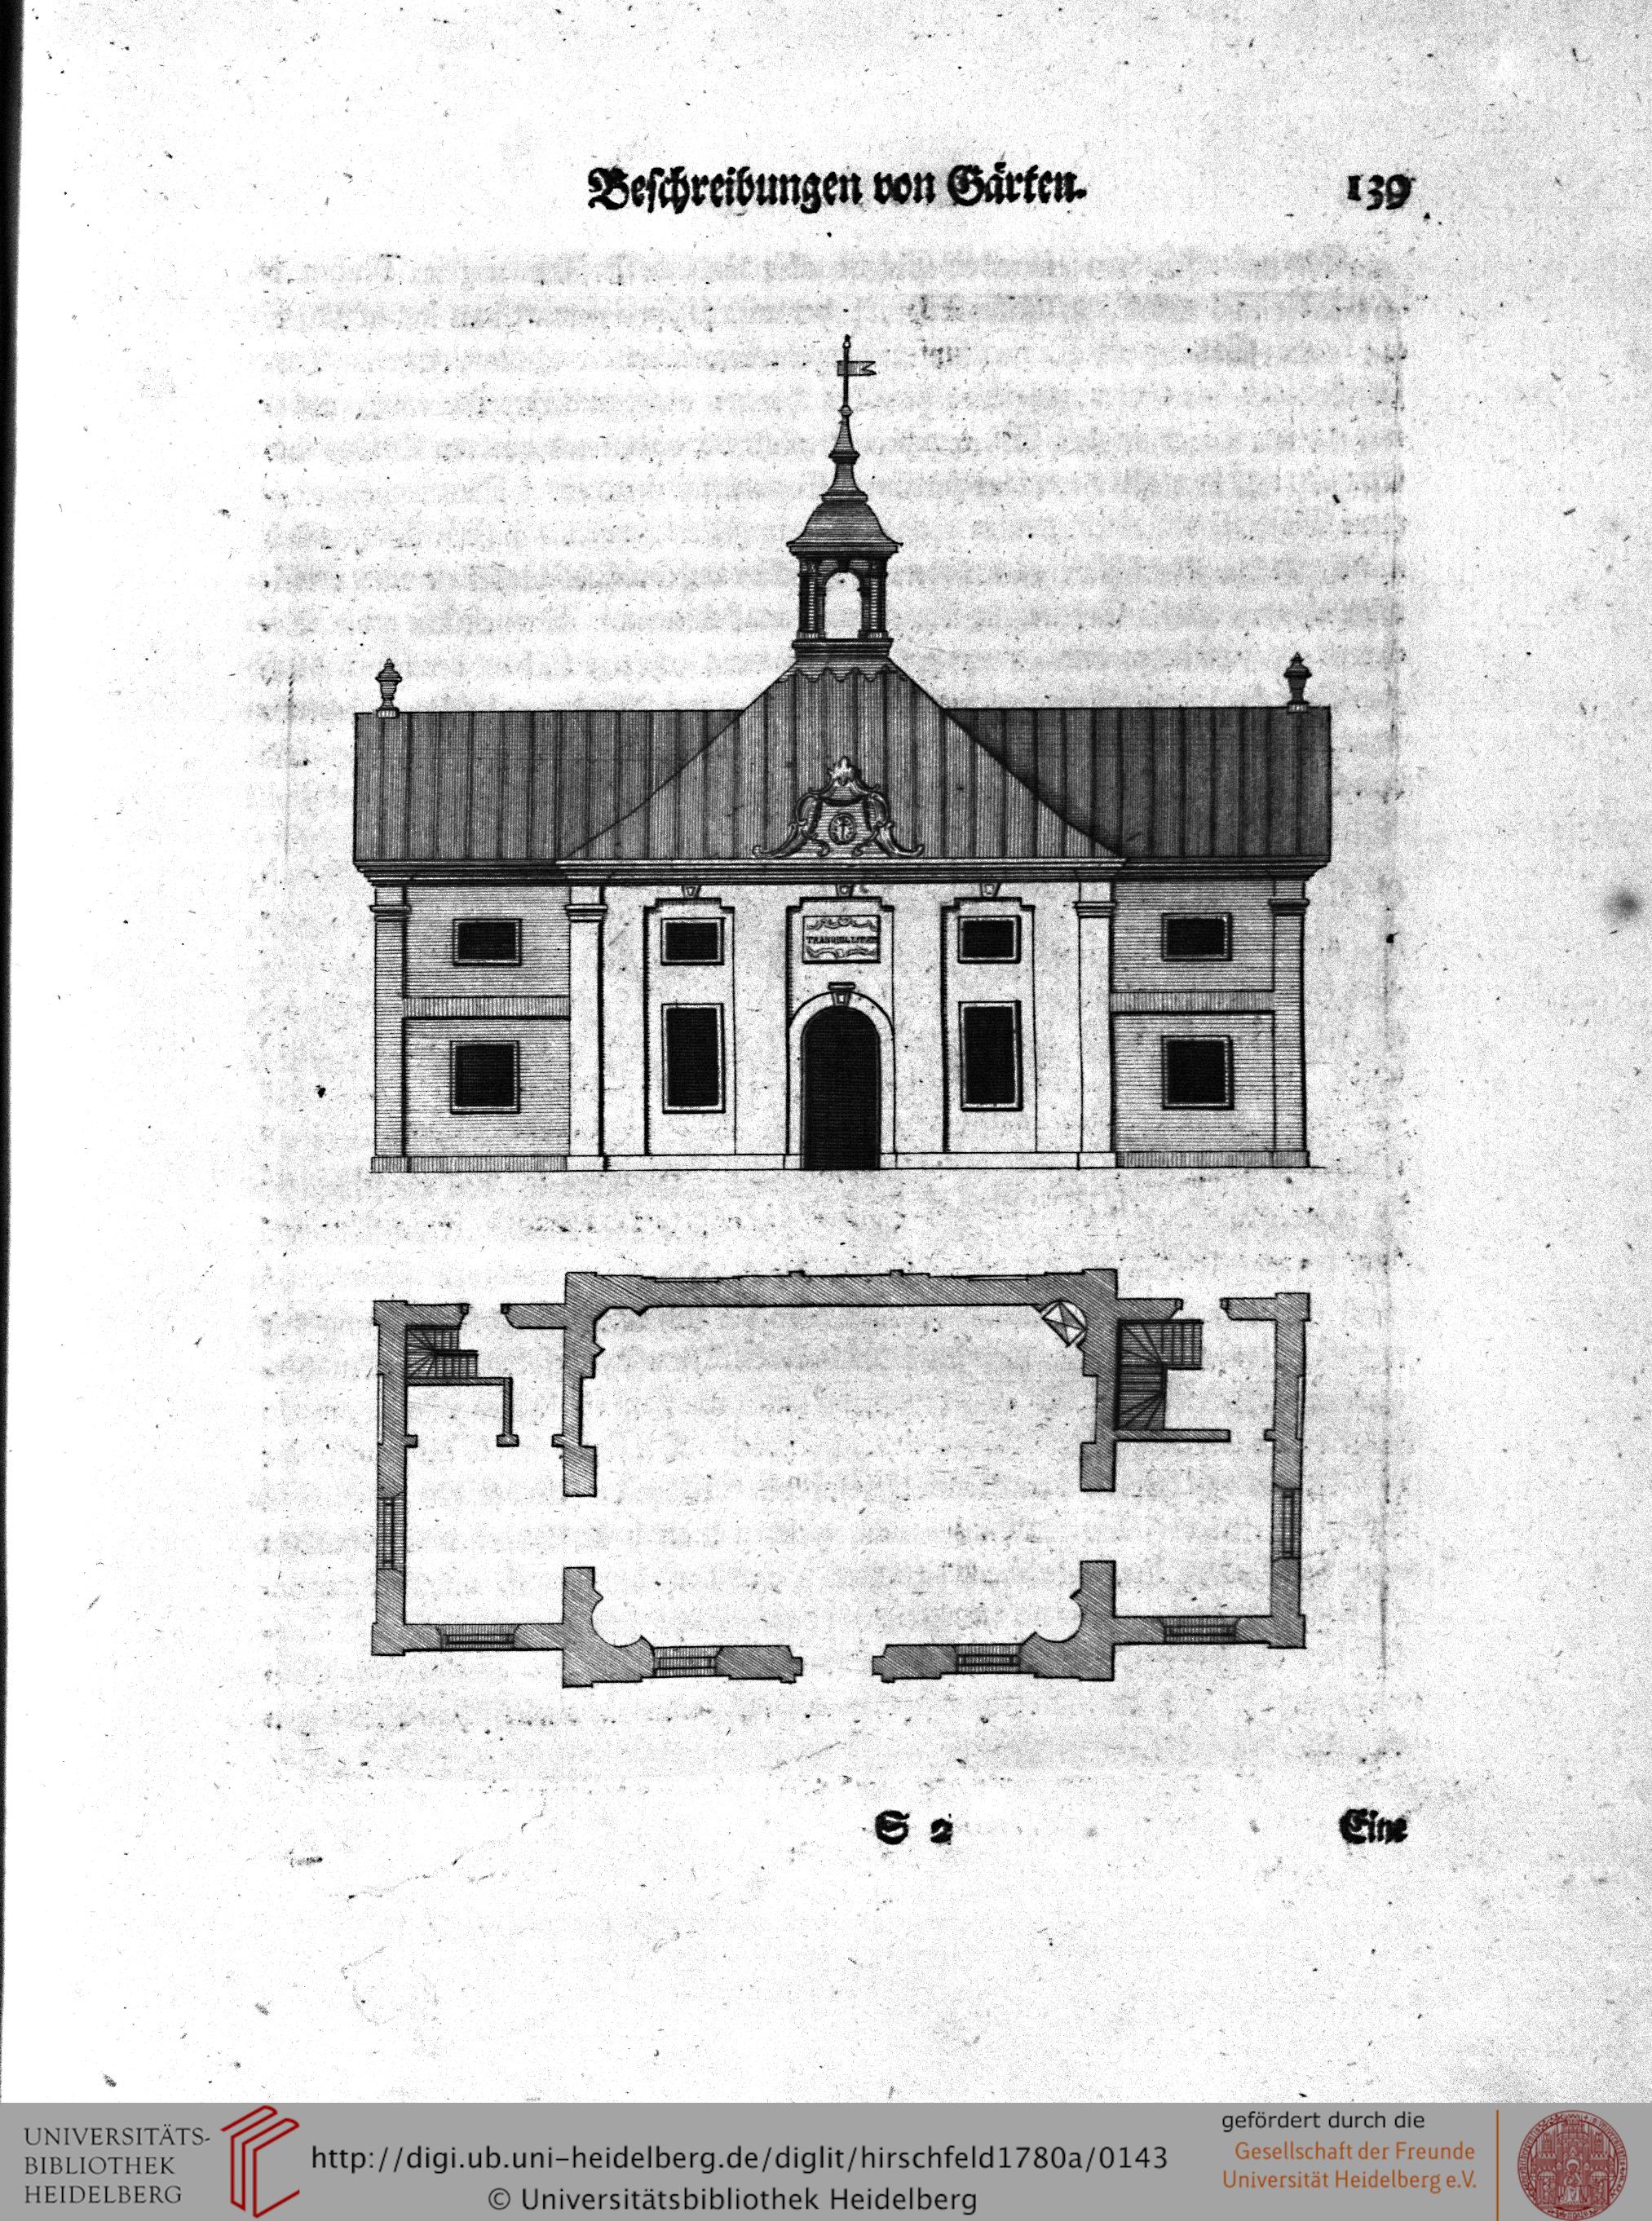 Beſchreibungen von Gärten.
139
TRANQUILLITATI
S 2
Eine
UNIVERSITÄTS-
BIBLIOTHEK
HEIDELBERG
http://digi.ub.uni-heidelberg.de/diglit/hirschfeld1780a/0143
© Universitätsbibliothek Heidelberg
gefördert durch die
Gesellschaft der Freunde
Universität Heidelberg e.V.